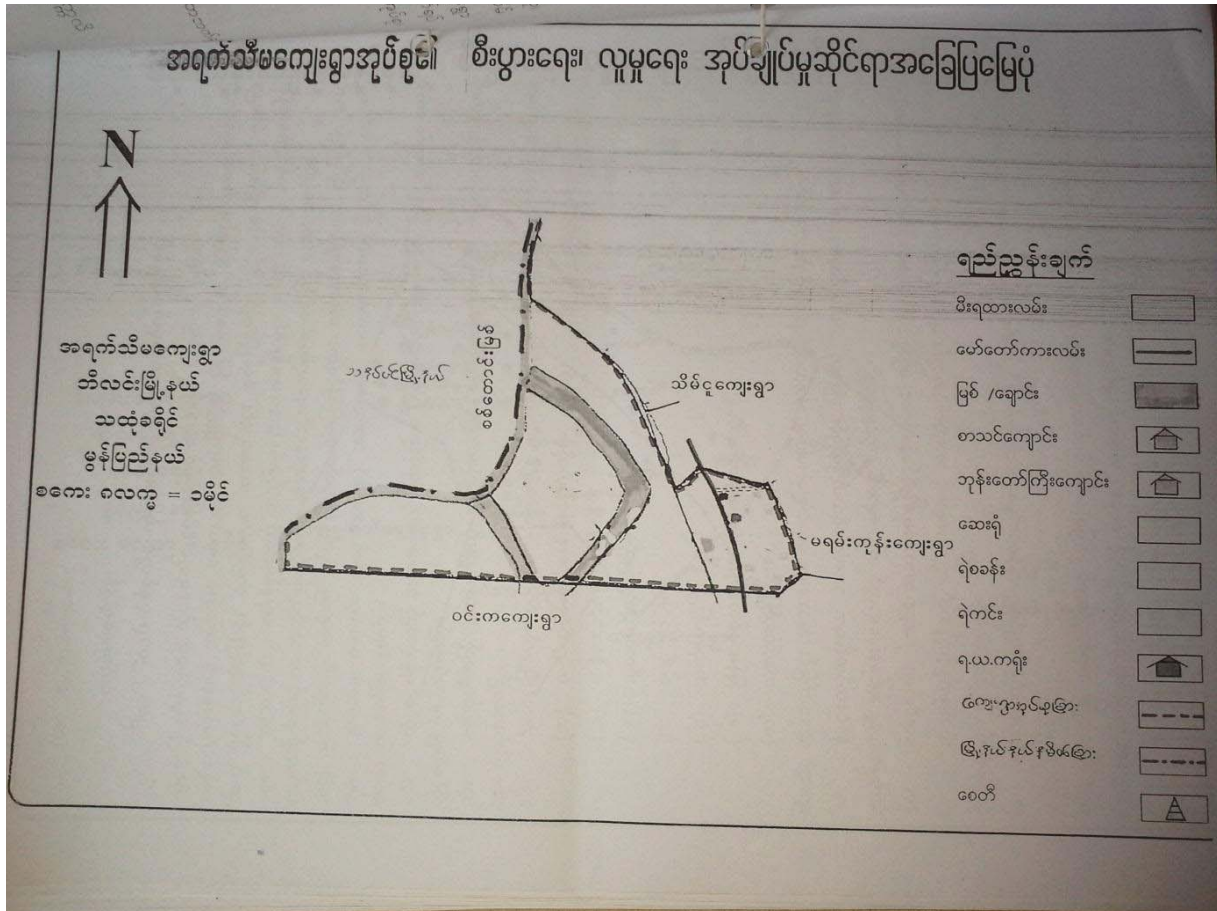 အရက်သီမကျေးရွာအုပ်စု၏ စီးပွားရေး၊ လူမှုရေး အုပ်ချုပ်မှုဆိုင်ရာအခြေပြမြေပုံ
N
အရက်သီမကျေးရွာ
ဘီလင်းမြို့နယ်
သထုံခရိုင်
မွန်ပြည်နယ်
စကေး ၈လက္မ = ၁မိုင်
မြို့နယ်
သိမ်ငူကျေးရွာ
မရမ်းကုန်းကျေးရွာ
ဝင်းကကျေးရွာ
ရည်ညွှန်းချက်
မီးရထားလမ်း
မော်တော်ကားလမ်း
မြစ် /ချောင်း
စာသင်ကျောင်း
ဘုန်းတော်ကြီးကျောင်း
ဆေးရုံ
ရဲစခန်း
ရဲကင်း
ရ.ယ.ကရုံး
ကျေးရွာအုပ်စုခြား
မြို့နယ်နယ်နိမိတ်ခြား
စေတီ